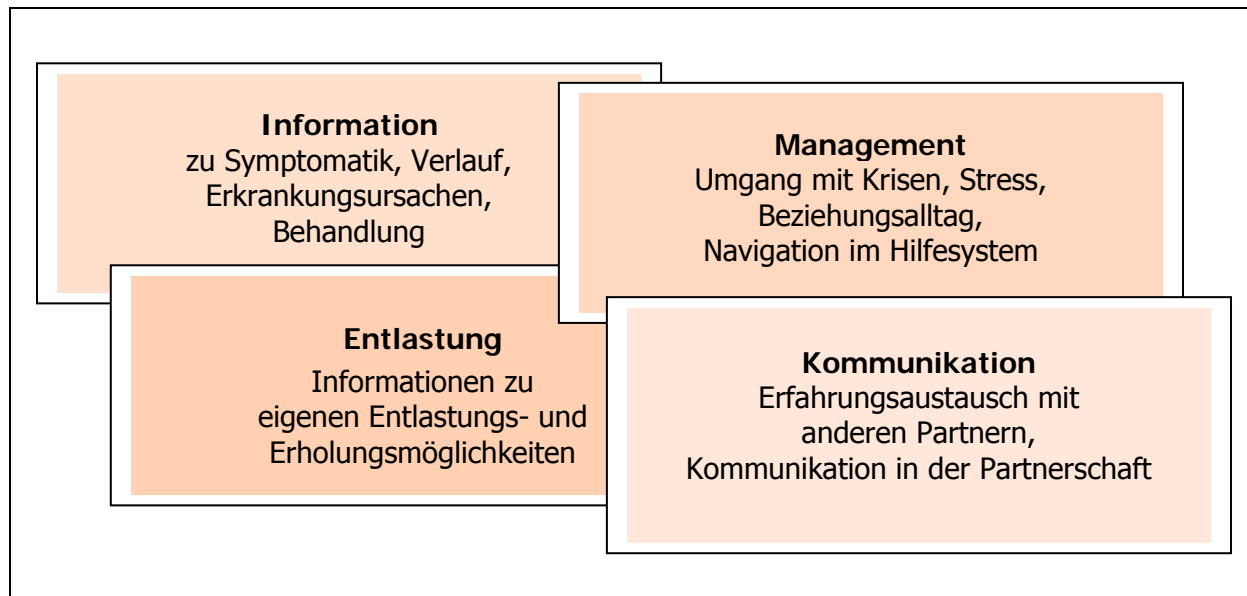 Information
zu Symptomatik, Verlauf,
Erkrankungsursachen,
Behandlung
Management
Umgang mit Krisen, Stress,
Beziehungsalltag,
Navigation im Hilfesystem
Entlastung
Informationen zu
eigenen Entlastungs- und
Erholungsmöglichkeiten
Kommunikation
Erfahrungsaustausch mit
anderen Partnern,
Kommunikation in der Partnerschaft